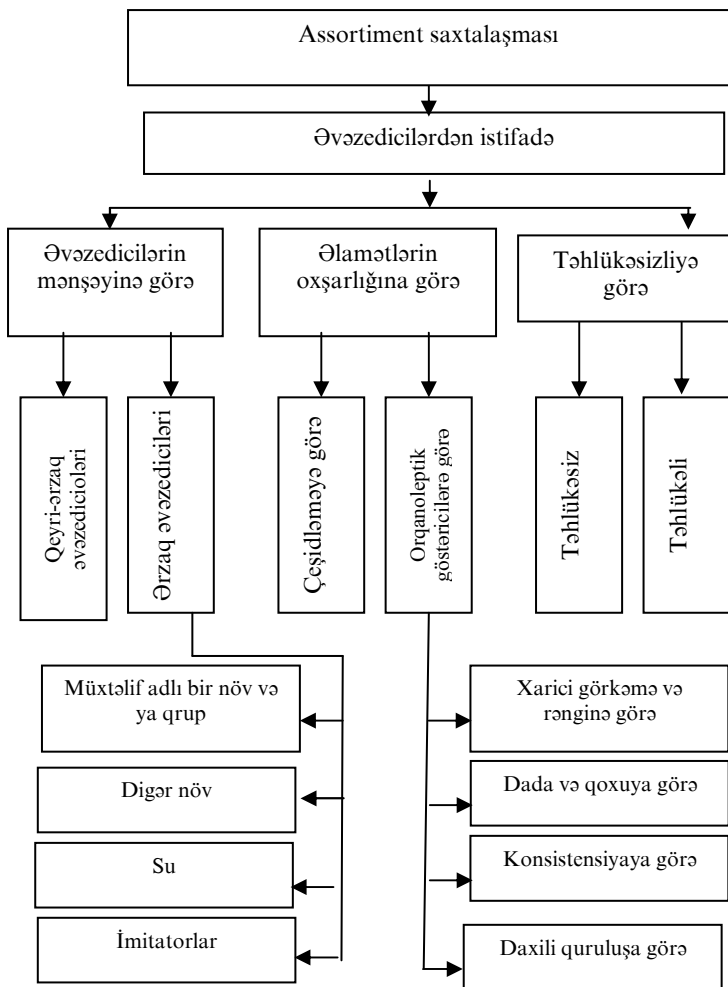 Assortiment saxtalaşması
Əvəzedicilərdən istifadə
Əvəzedicilərin
mənşəyinə görə
Əlamətlərin
oxşarlığına görə
Təhlükəsizliyə
görə
Qeyri-ərzaq
əvəzedicioləri
Ərzaq əvəzediciləri
Çeşidləməyə görə
Orqanoleptik
göstəricilərə görə
Təhlükəsiz
Təhlükəli
Müxtəlif adlı bir növ və
ya qrup
Digər növ
Su
İmitatorlar
Xarici görkəmə və
rənginə görə
Dada və qoxuya görə
Konsistensiyaya görə
Daxili quruluşa görə